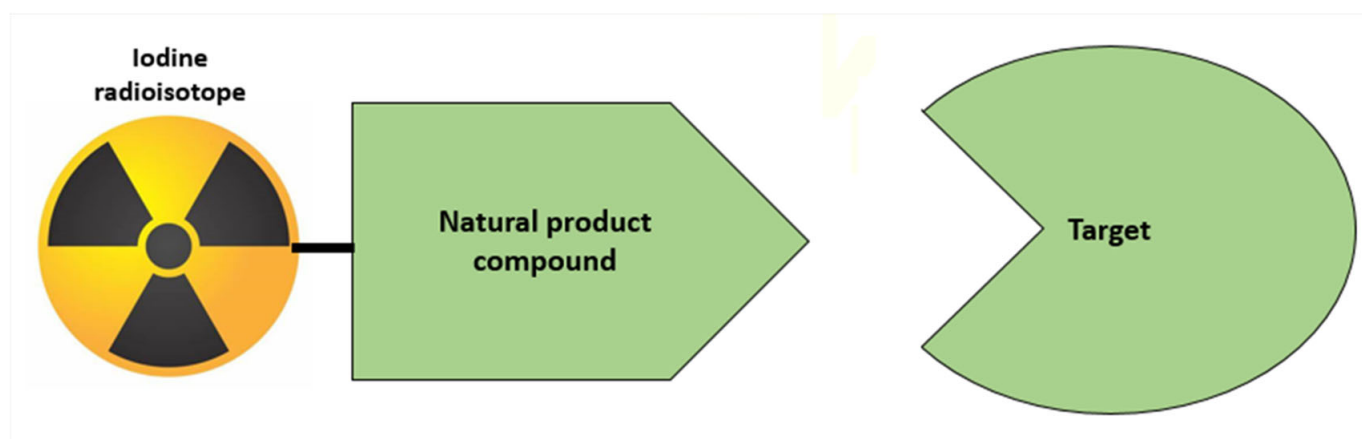 Iodine
radioisotope
Natural product
compound
Target